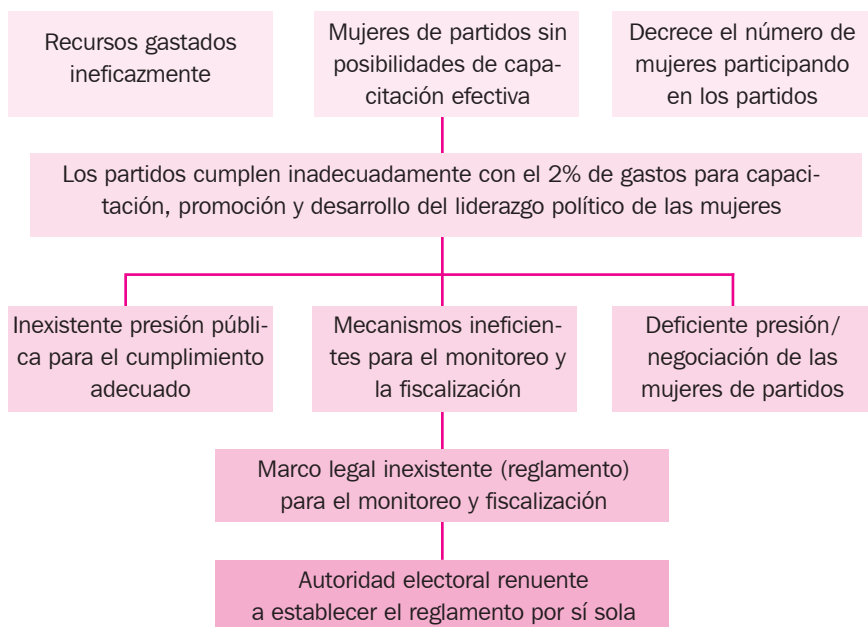 Recursos gastados
ineficazmente
Mujeres de partidos sin
posibilidades de capa-
citación efectiva
Decrece el número de
mujeres participando
en los partidos
Los partidos cumplen inadecuadamente con el 2% de gastos para capaci-
tación, promoción y desarrollo del liderazgo político de las mujeres
Inexistente presión públi-
ca para el cumplimiento
adecuado
Mecanismos ineficien-
tes para el monitoreo y
la fiscalización
Deficiente presión/
negociación de las
mujeres de partidos
Marco legal inexistente (reglamento)
para el monitoreo y fiscalización
Autoridad electoral renuente
a establecer el reglamento por sí sola